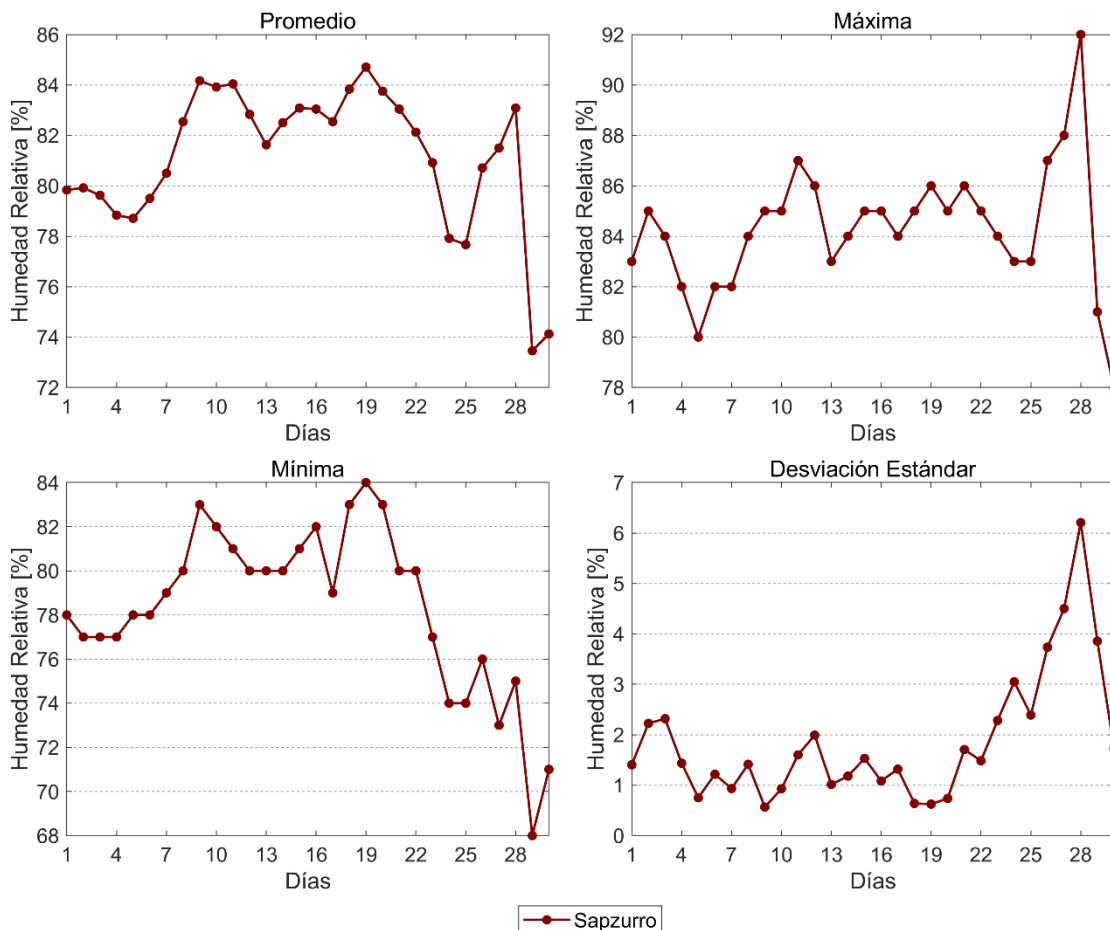 Promedio
Humedad Relativa [%]
86
84
82
80
78
76
74
72
1 4 7 10 13 16 19 22 25 28
Días
Máxima
Humedad Relativa [%]
92
90
88
86
84
82
80
78
1 4 7 10 13 16 19 22 25 28
Días
Mínima
Humedad Relativa [%]
84
82
80
78
76
74
72
70
68
1 4 7 10 13 16 19 22 25 28
Días
Desviación Estándar
Humedad Relativa [%]
7
6
5
4
3
2
1
0
1 4 7 10 13 16 19 22 25 28
Días
Sapzurro